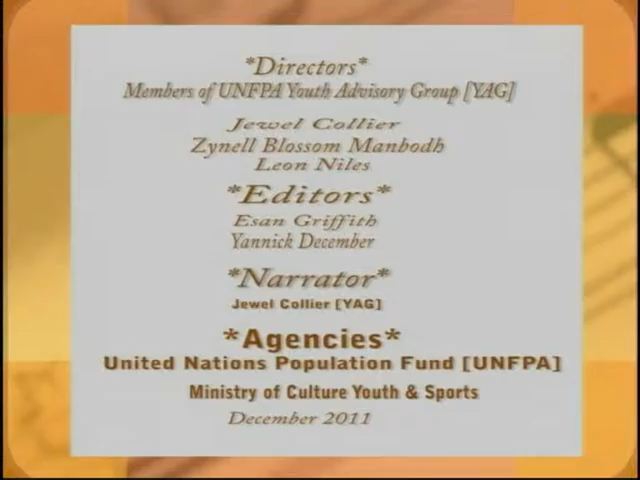 *Directors*
Members of UNFPA Youth Advisory Group [YAG]
Jewel Collier
Zynell Blossom Manbodh
Leon Niles
*Editors*
Esan Griffith
Yannick December
*Narrator*
Jewel Collier [YAG]
*Agencies*
United Nations Population Fund [UNFPA]
Ministry of Culture Youth & Sports
December 2011